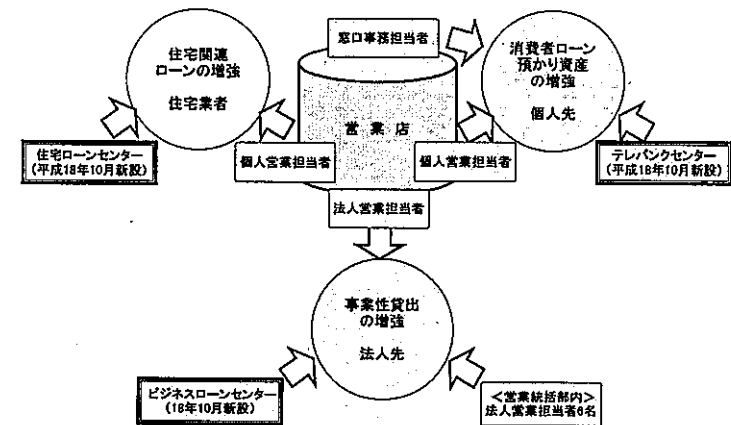 窓口事務担当者
住宅関連
ローンの増強
住宅業者
消費者ローン
預かり資産
の増強
個人先
営業店
住宅ローンセンター
(平成18年10月新設)
個人営業担当者
個人営業担当者
テレバンクセンター
(平成18年10月新設)
法人営業担当者
事業性貸出
の増強
法人先
ビジネスローンセンター
(18年10月新設)
<営業統括部内>
法人営業担当者6名